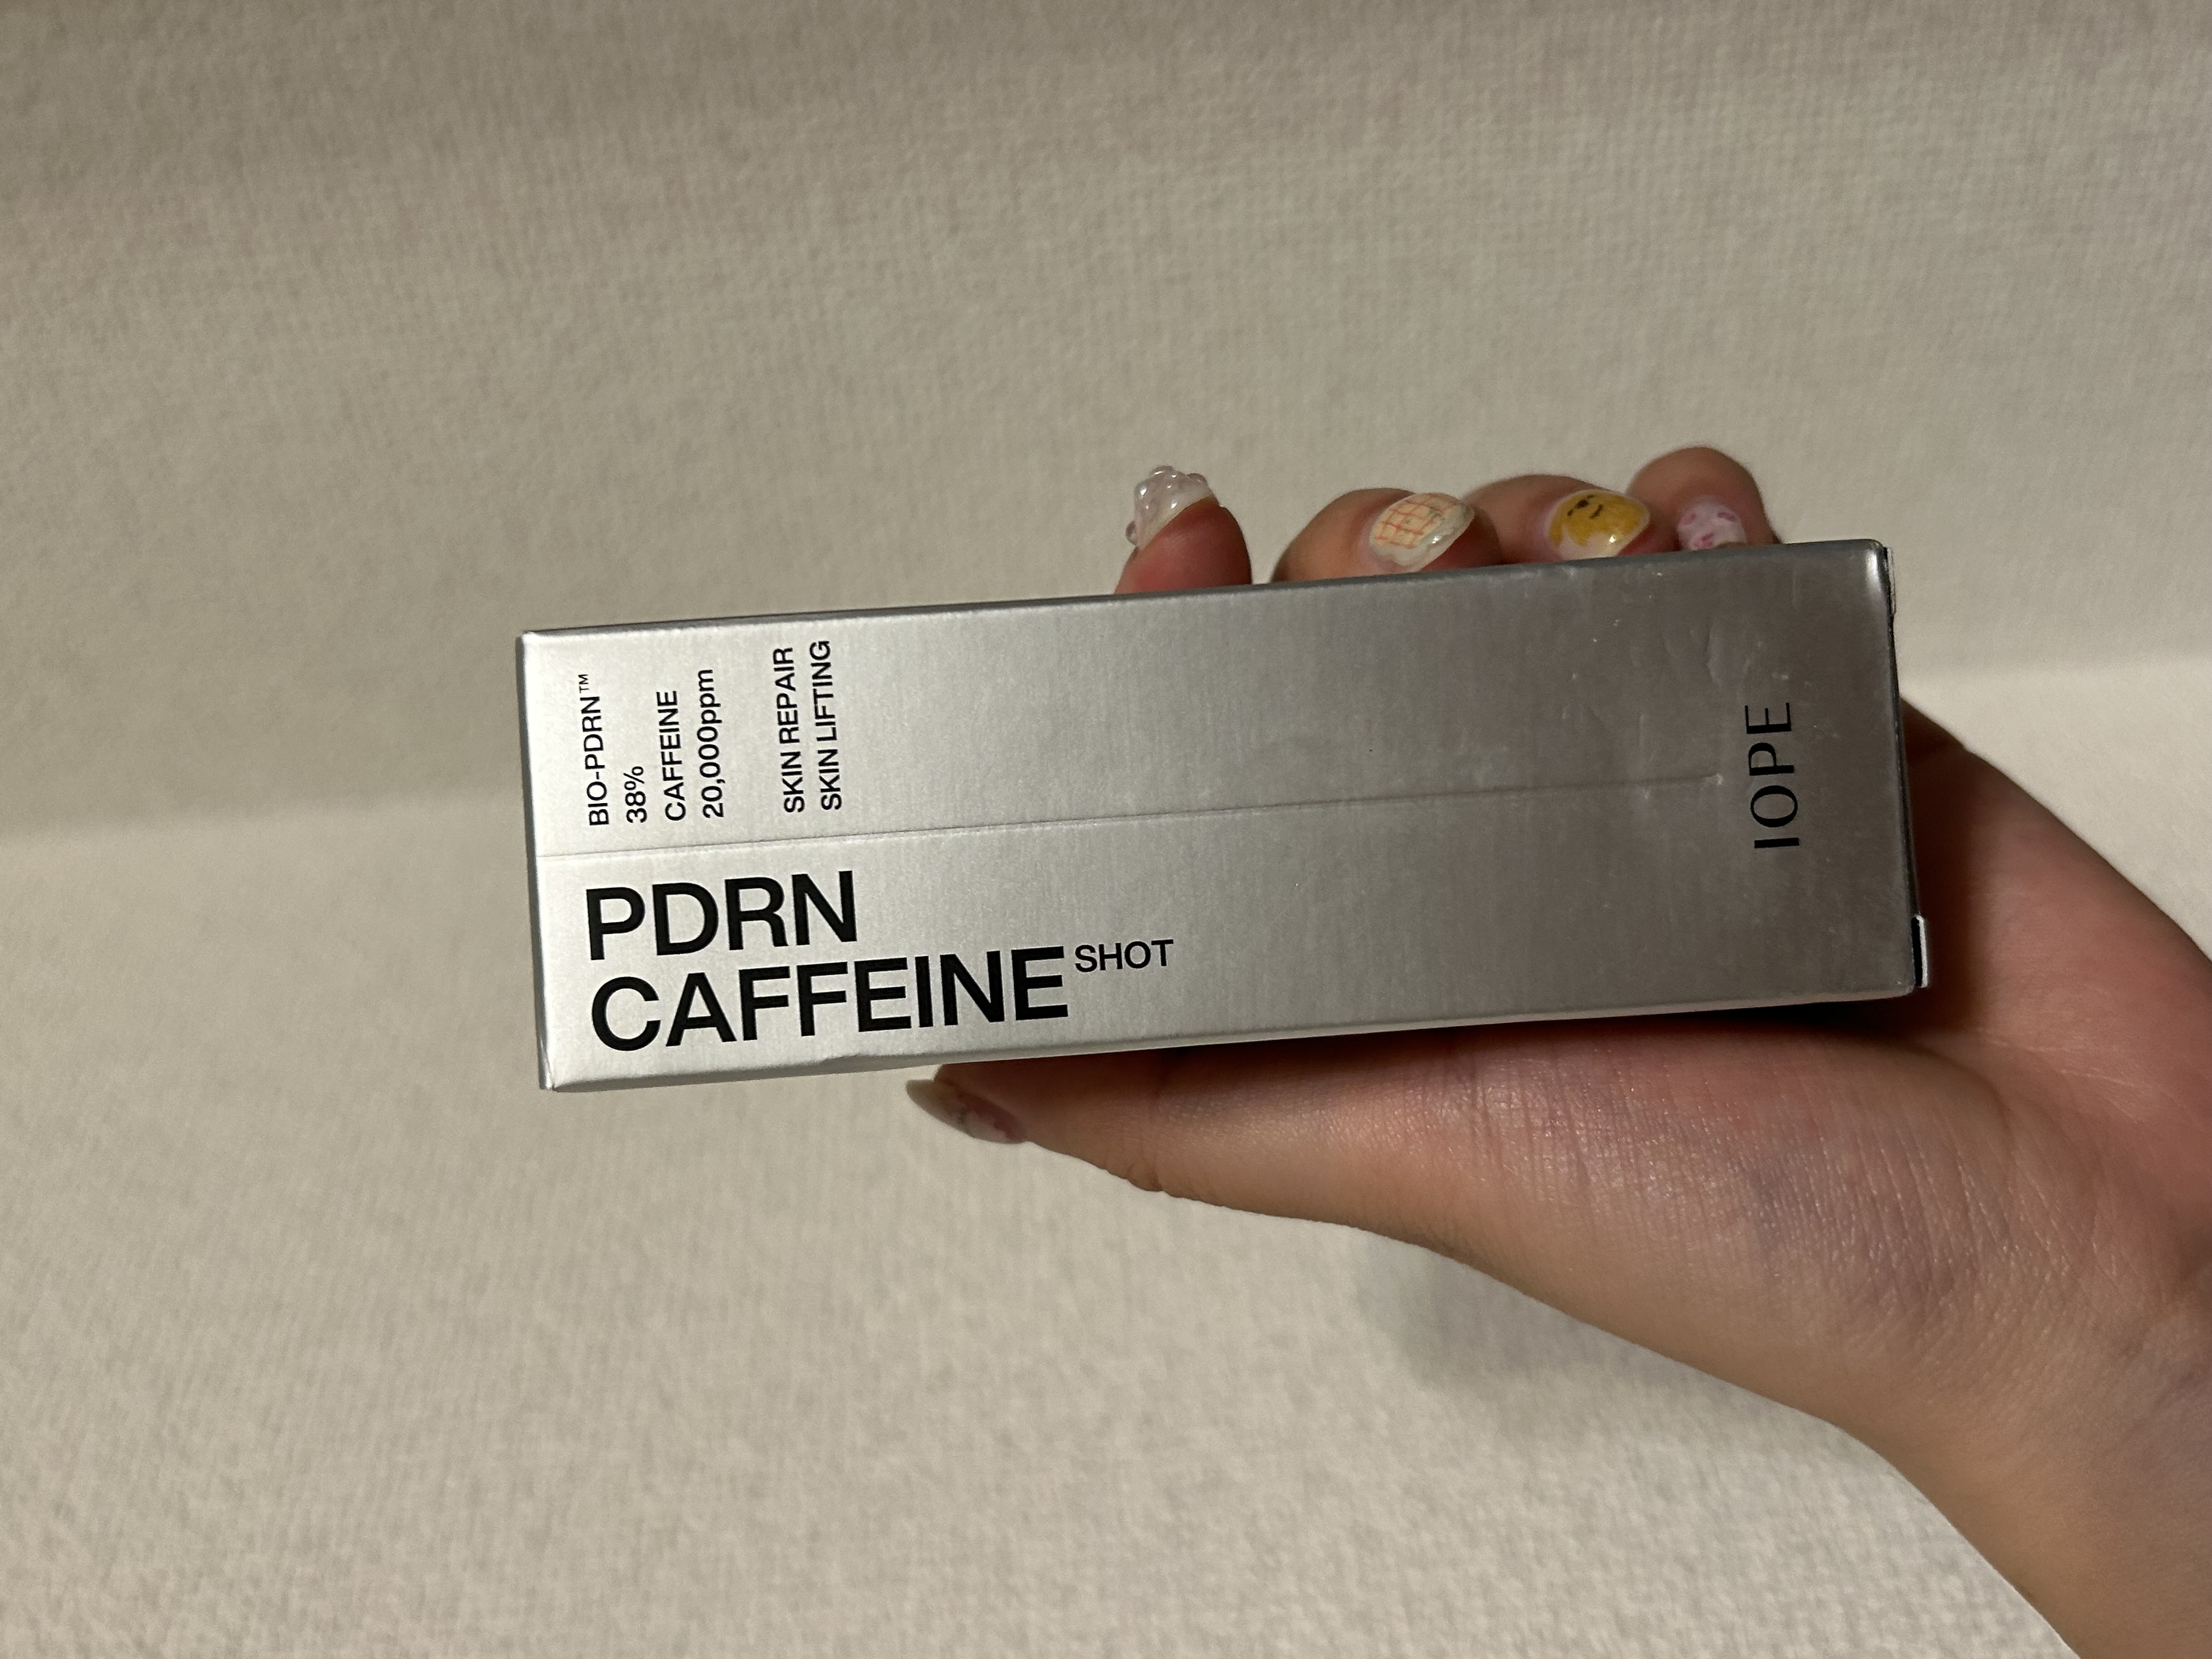 PDRN
CAFFEINE SHOT
BIO-PDRN™
38%
CAFFEINE
20,000ppm
SKIN REPAIR
SKIN LIFTING
IOPE